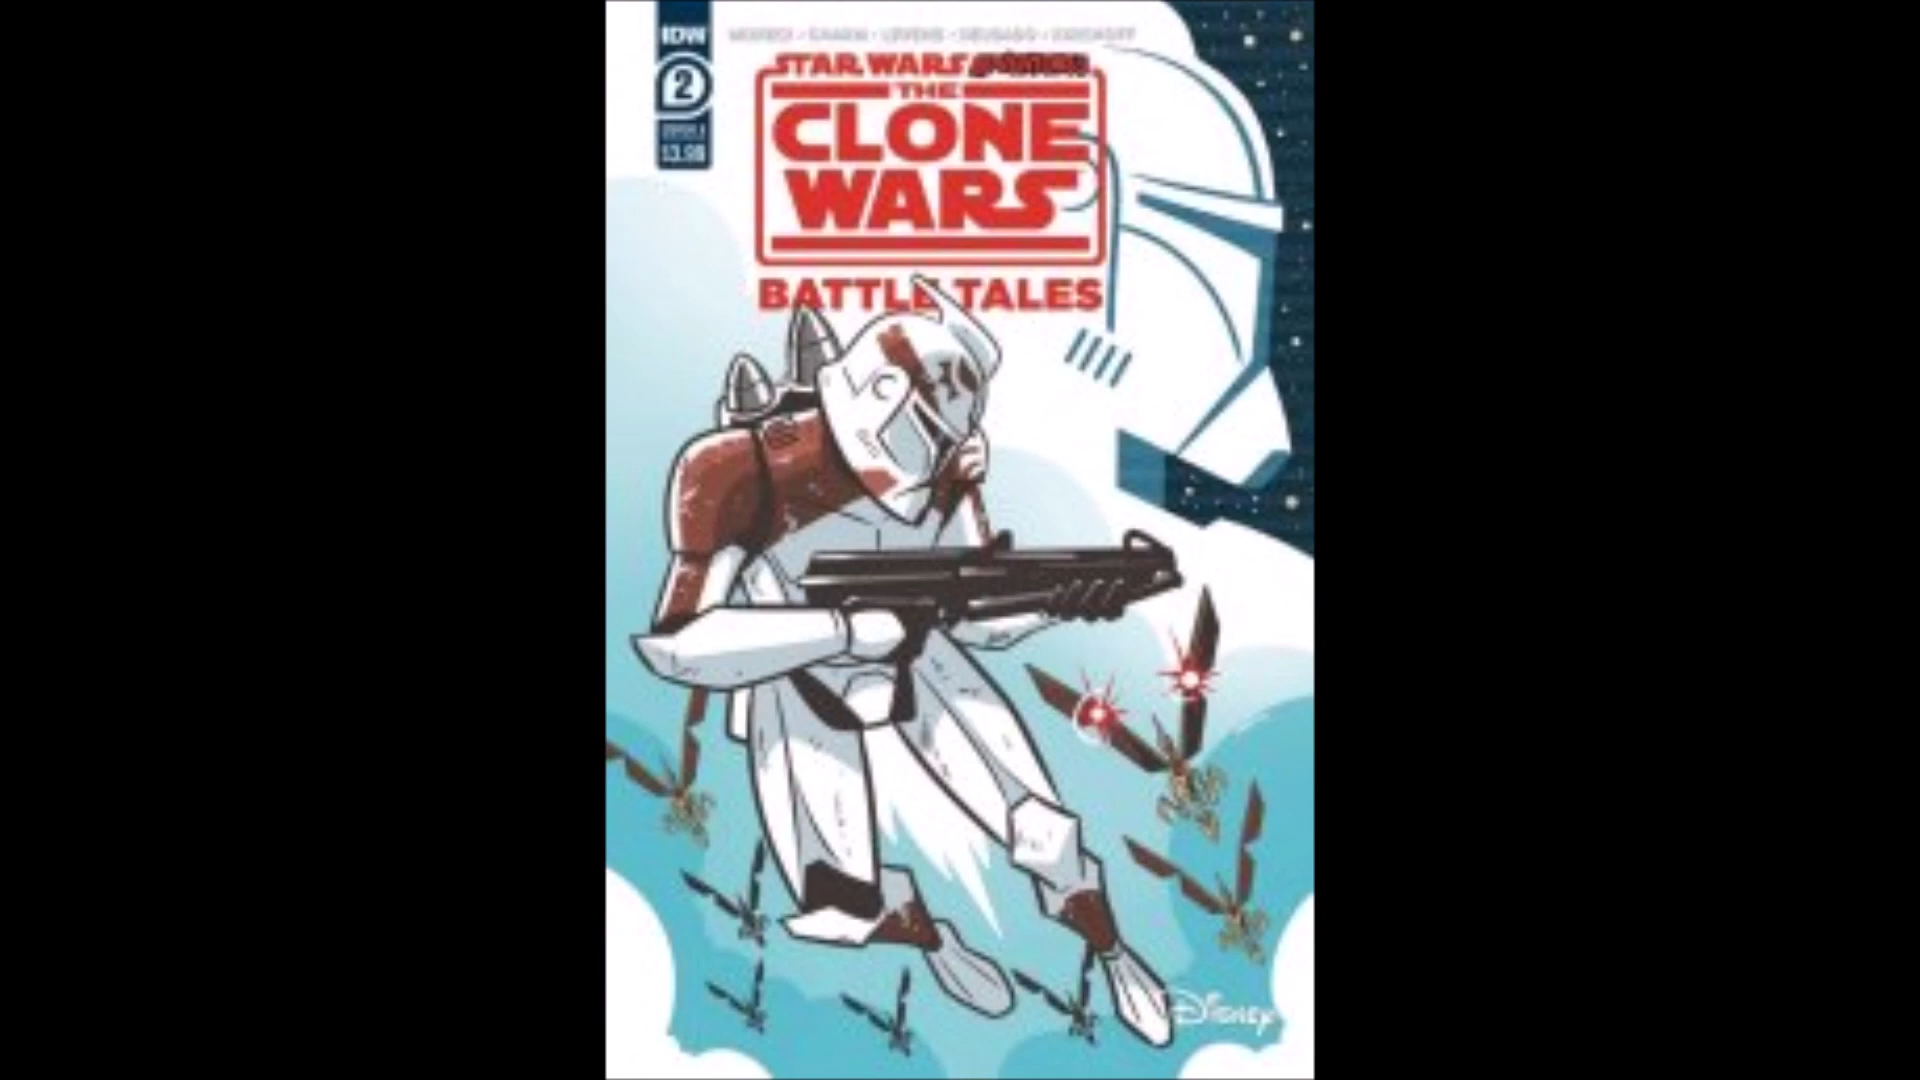 IDW
2
$3.99
STAR WARS
THE
CLONE
WARS
BATTLE TALES
Disney